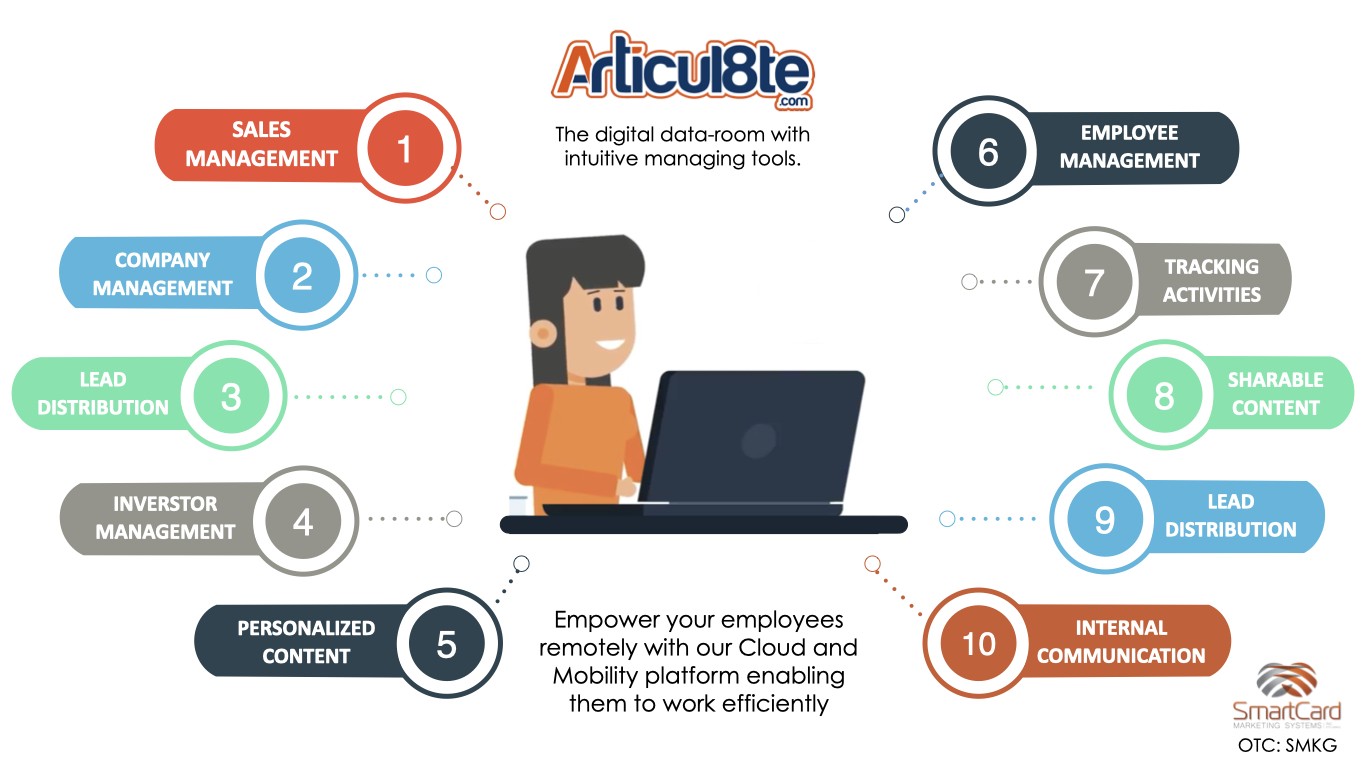 Articul8te
.com
The digital data-room with
intuitive managing tools.
SALES
MANAGEMENT
1
COMPANY
MANAGEMENT
2
LEAD
DISTRIBUTION
3
INVERSTOR
MANAGEMENT
4
PERSONALIZED
CONTENT
5
6
EMPLOYEE
MANAGEMENT
7
TRACKING
ACTIVITIES
8
SHARABLE
CONTENT
9
LEAD
DISTRIBUTION
10
INTERNAL
COMMUNICATION
Empower your employees
remotely with our Cloud and
Mobility platform enabling
them to work efficiently
SmartCard
MARKETING SYSTEMS
OTC: SMKG